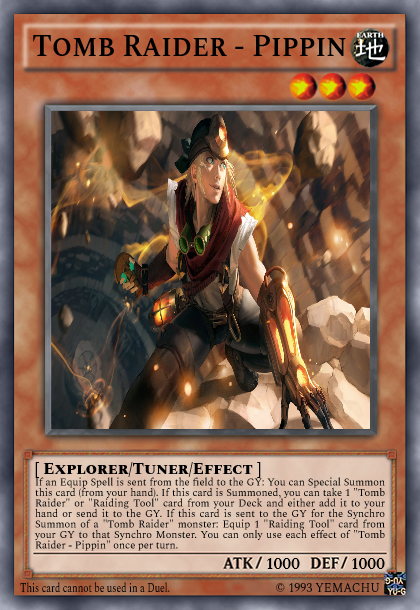 TOMB RAIDER - PIPPIN
EARTH
地
[ EXPLORER/TUNER/EFFECT ]
If an Equip Spell is sent from the field to the GY: You can Special Summon
this card (from your hand). If this card is Summoned, you can take 1 "Tomb
Raider" or "Raiding Tool" card from your Deck and either add it to your
hand or send it to the GY. If this card is sent to the GY for the Synchro
Summon of a "Tomb Raider" monster: Equip 1 "Raiding Tool" card from
your GY to that Synchro Monster. You can only use each effect of "Tomb
Raider - Pippin" once per turn.
ATK / 1000 DEF / 1000
This card cannot be used in a Duel.
© 1993 YEMACHU